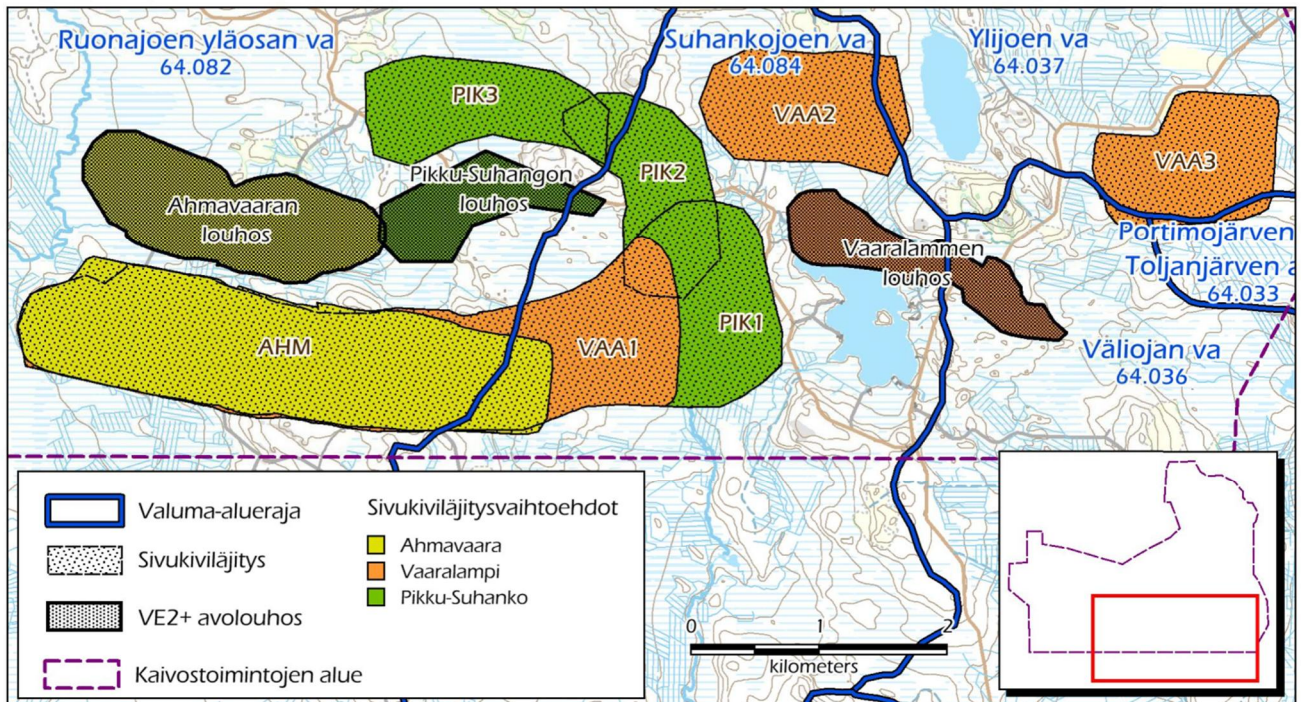 Ruonajoen yläosan va
64.082
Suhankojoen va
64.084
Ylijoen va
64.037
PIK3
VAA2
VAA3
PIK2
Pikku-Suhangon
louhos
Ahmavaaran
louhos
Vaaralammen
louhos
Portimojärven
Toljanjärven a
64.033
AHM
VAA1
PIK1
Väliojan va
64.036
Valuma-alueraja
Sivukiviläjitys
VE2+ avolouhos
Kaivostoimintojen alue
Sivukiviläjitysvaihtoehdot
Ahmavaara
Vaaralampi
Pikku-Suhanko
0 1 2
kilometers